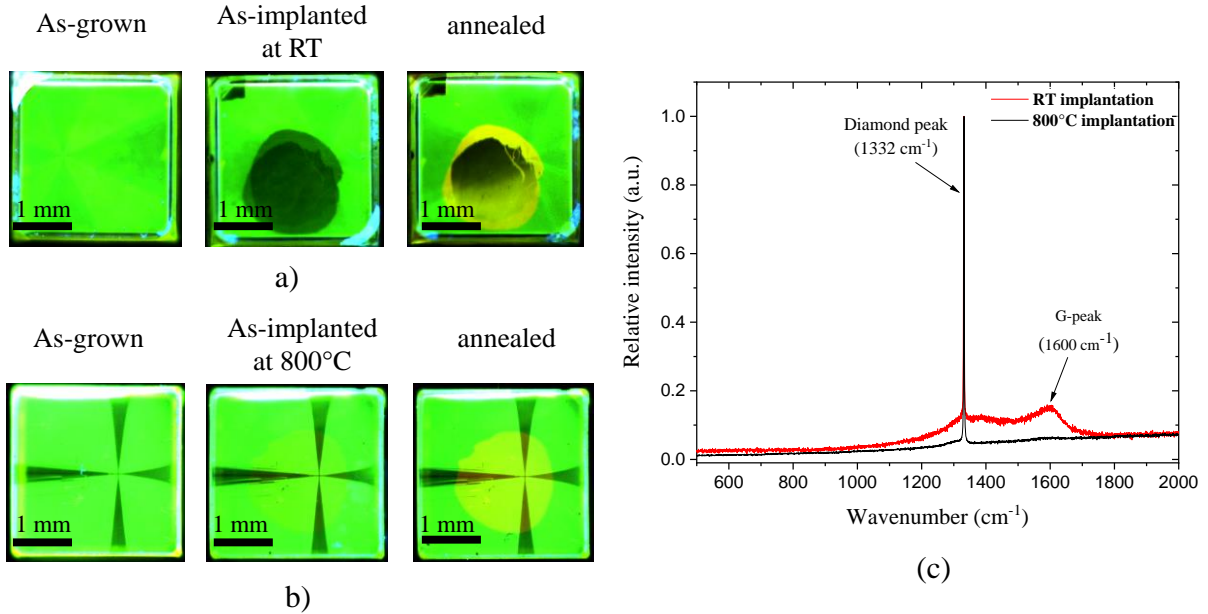 As-grown
As-implanted
at RT
annealed
1 mm
1 mm
1 mm
a)
As-grown
As-implanted
at 800°C
annealed
1 mm
1 mm
1 mm
b)
RT implantation
800°C implantation
Diamond peak
(1332 cm-1)
G-peak
(1600 cm-1)
Relative intensity (a.u.)
1.0
0.8
0.6
0.4
0.2
0.0
600 800 1000 1200 1400 1600 1800 2000
Wavenumber (cm-1)
(c)